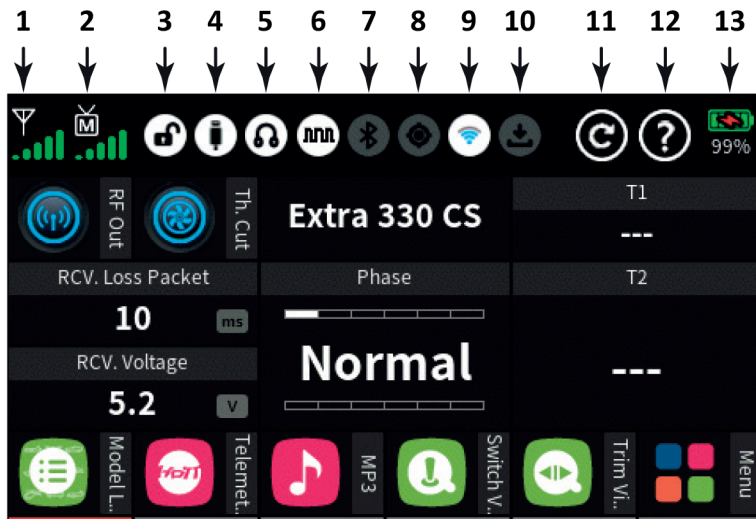 1 2 3 4 5 6 7 8 9 10 11 12 13
M
?
99%
RF Out
Th. Cut
Extra 330 CS
T1
---
RCV. Loss Packet
Phase
T2
10 ms
Normal
---
RCV. Voltage
5.2 V
Model L..
HoTT
Telemet..
MP3
Switch V..
Trim Vi..
Menu